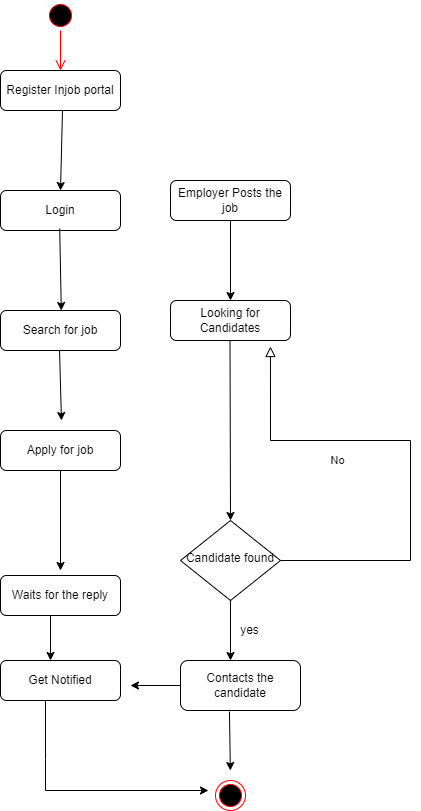 Register Injob portal
Login
Employer Posts the
job
Search for job
Looking for
Candidates
Apply for job
No
Candidate found
Waits for the reply
yes
Get Notified
Contacts the
candidate